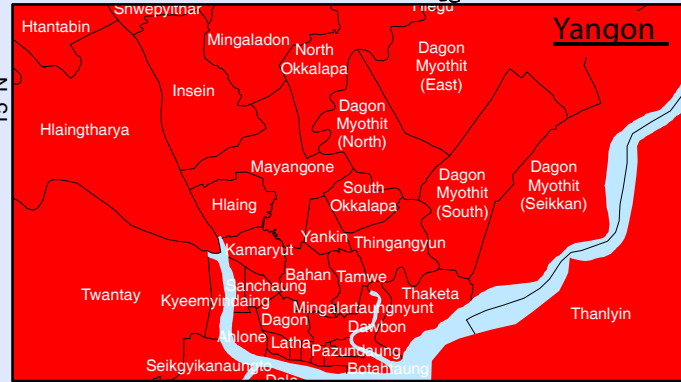 Shwepyithar
Hlegu
Htantabin
Yangon
Mingaladon
North
Okkalapa
Dagon
Myothit
(East)
Insein
Hlaingtharya
Dagon
Myothit
(North)
Mayangone
Dagon
Myothit
(South)
Dagon
Myothit
(Seikkan)
South
Okkalapa
Hlaing
Yankin
Thingangyun
Kamaryut
Bahan
Tamwe
Sanchaung
Twantay
Kyeemyindaing
Thaketa
Mingalartaungnyunt
Thanlyin
Dagon
Dawbon
Ahlone
Latha
Pazundaung
Seikgyikanaungto
Botahtaung
Dala